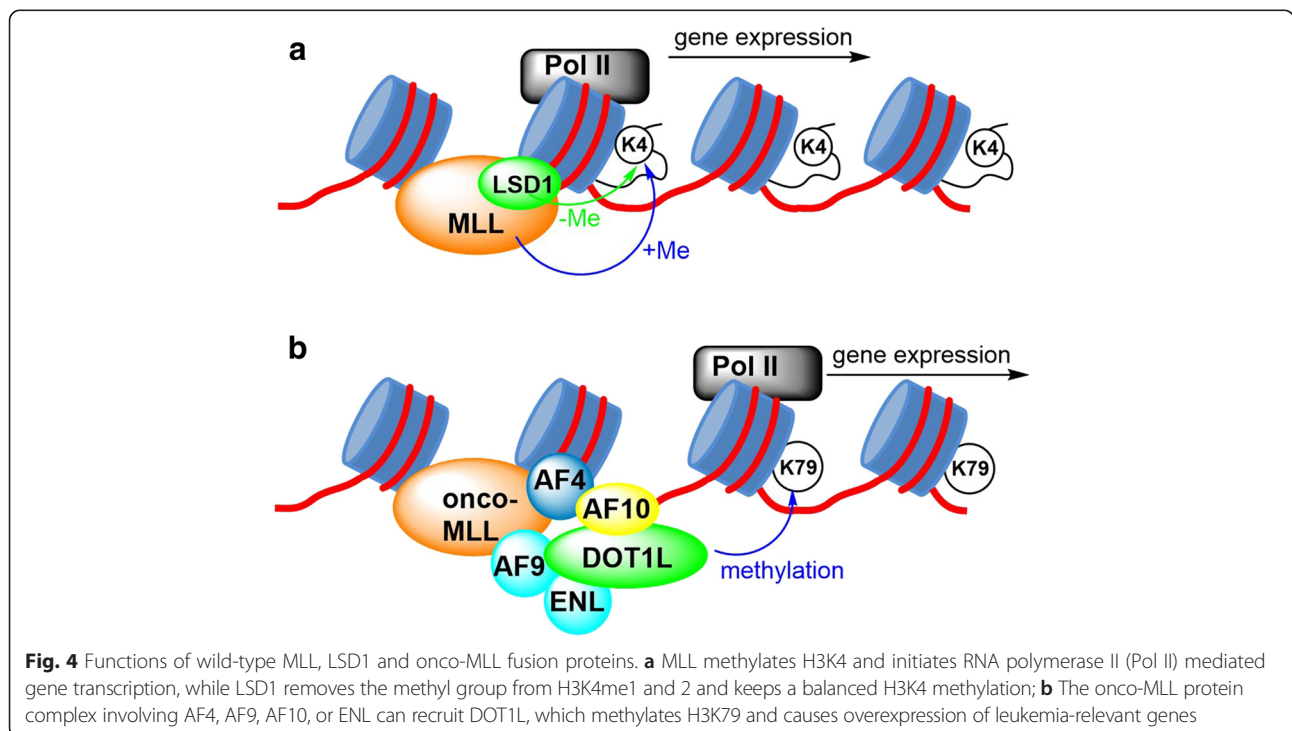 a
gene expression
Pol II
K4
K4
K4
LSD1
-Me
MLL
+Me
b
gene expression
Pol II
AF4
K79
K79
onco-
MLL
AF10
AF9
DOT1L
methylation
ENL
Fig. 4 Functions of wild-type MLL, LSD1 and onco-MLL fusion proteins. a MLL methylates H3K4 and initiates RNA polymerase II (Pol II) mediated
gene transcription, while LSD1 removes the methyl group from H3K4me1 and 2 and keeps a balanced H3K4 methylation; b The onco-MLL protein
complex involving AF4, AF9, AF10, or ENL can recruit DOT1L, which methylates H3K79 and causes overexpression of leukemia-relevant genes